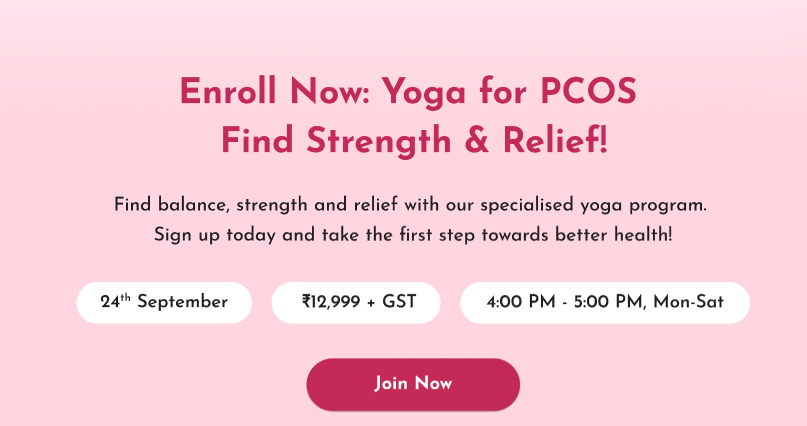 Enroll Now: Yoga for PCOS
Find Strength & Relief!
Find balance, strength and relief with our specialised yoga program.
Sign up today and take the first step towards better health!
24th September
₹12,999 + GST
4:00 PM - 5:00 PM, Mon-Sat
Join Now